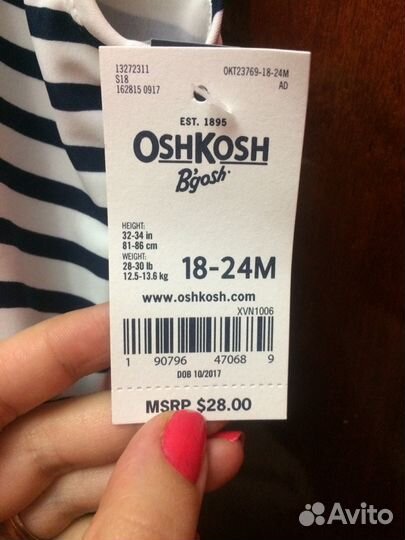 13272311 OKT23769-18-24M
S18
162815 0917 AD
EST. 1895
OSHKOSH
B'gosh
HEIGHT:
32-34 in
81-86 cm
WEIGHT:
28-30 lb
12.5-13.6 kg
18-24M
www.oshkosh.com
XVN1006
1 90796 47068 9
DOB 10/2017
MSRP $28.00
Avito